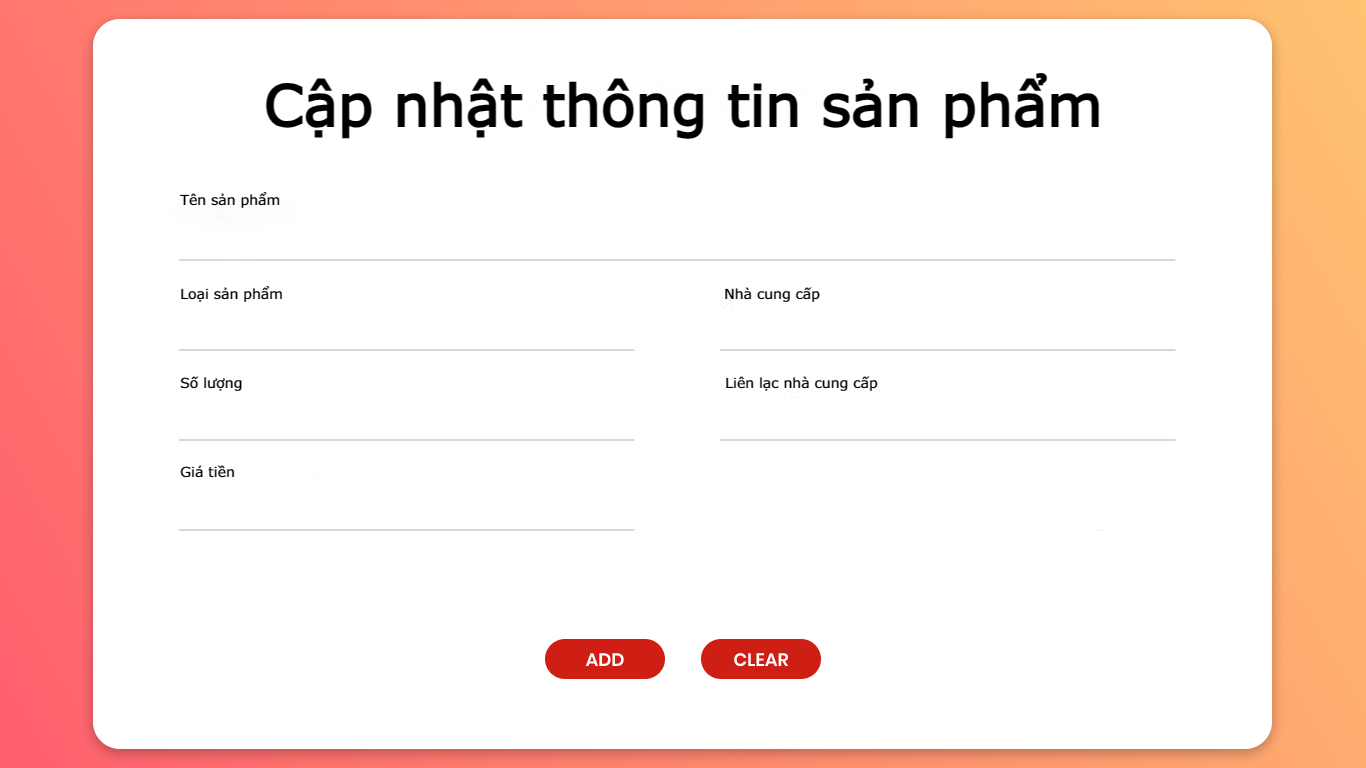 Cập nhật thông tin sản phẩm
Tên sản phẩm
Loại sản phẩm
Nhà cung cấp
Số lượng
Liên lạc nhà cung cấp
Giá tiền
ADD
CLEAR